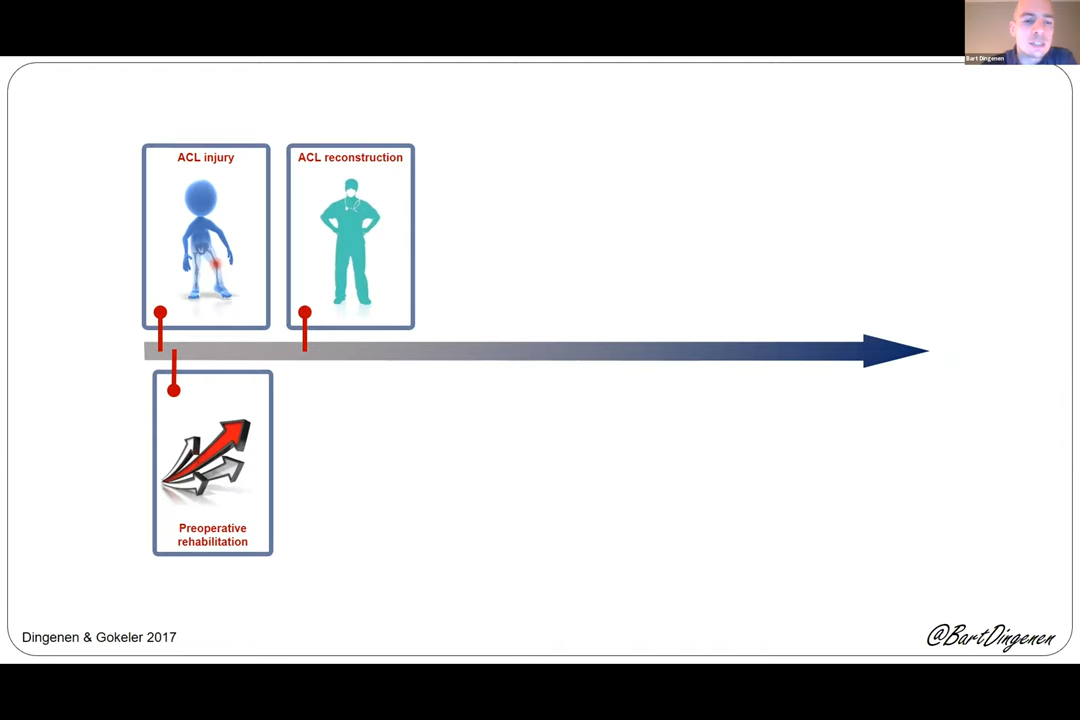 Bart Dingenen
ACL injury
ACL reconstruction
Preoperative
rehabilitation
Dingenen & Gokeler 2017
@BartDingenen